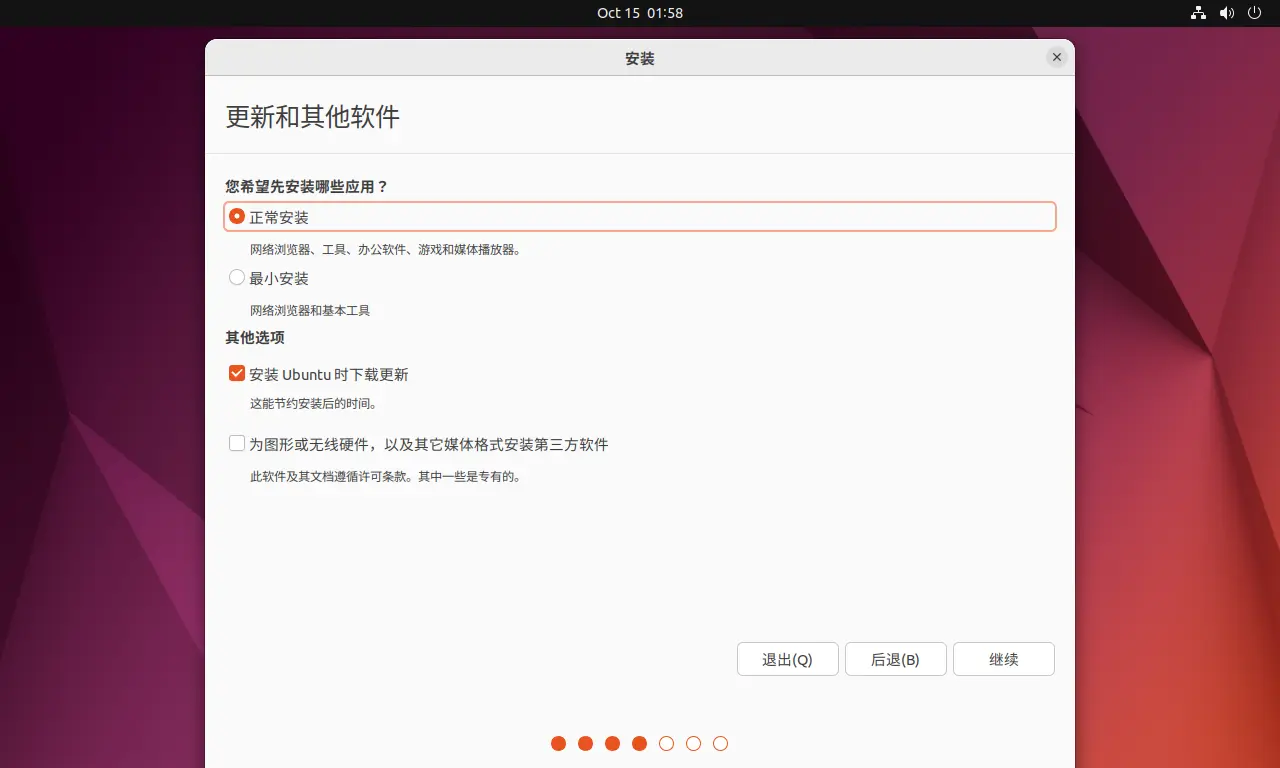 Oct 15 01:58
安装
更新和其他软件
您希望先安装哪些应用？
正常安装
网络浏览器、工具、办公软件、游戏和媒体播放器。
最小安装
网络浏览器和基本工具
其他选项
安装 Ubuntu 时下载更新
这能节约安装后的时间。
为图形或无线硬件，以及其它媒体格式安装第三方软件
此软件及其文档遵循许可条款。其中一些是专有的。
退出(Q) 后退(B) 继续